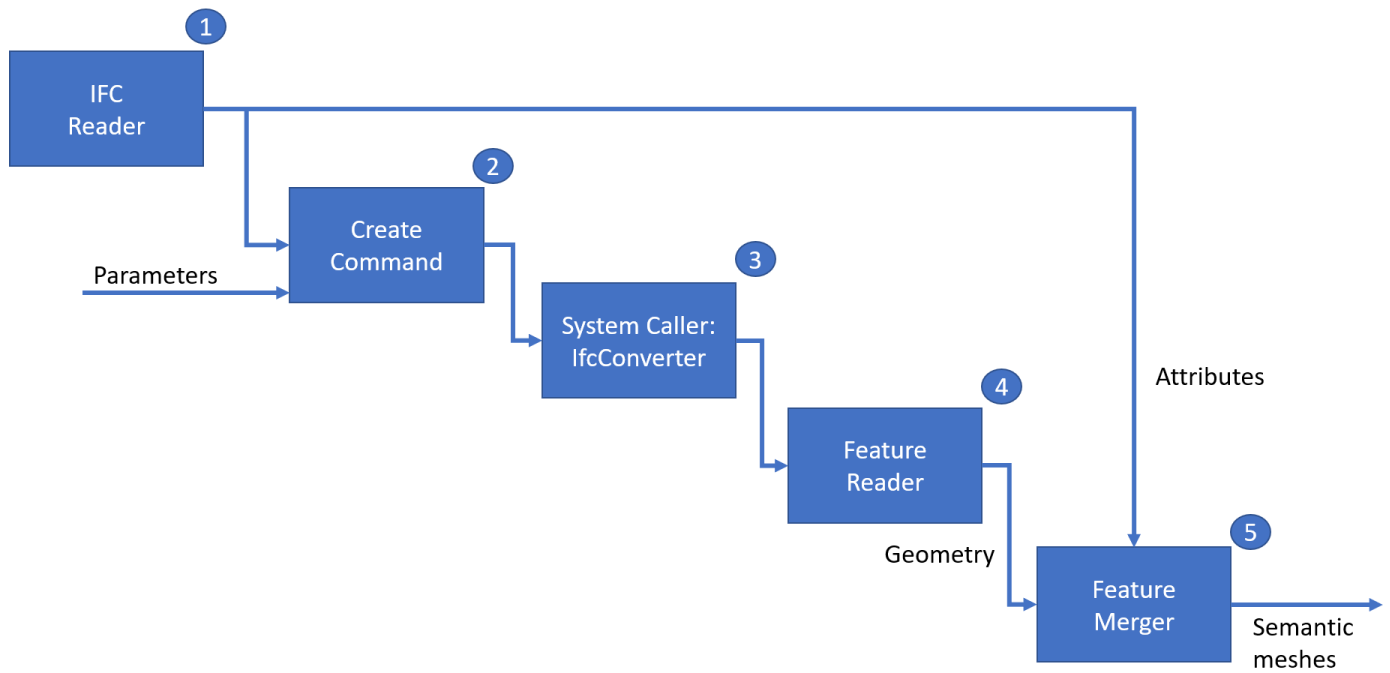 1
IFC
Reader
2
Create
Command
Parameters
3
System Caller:
IfcConverter
4
Feature
Reader
Attributes
Geometry
5
Feature
Merger
Semantic
meshes